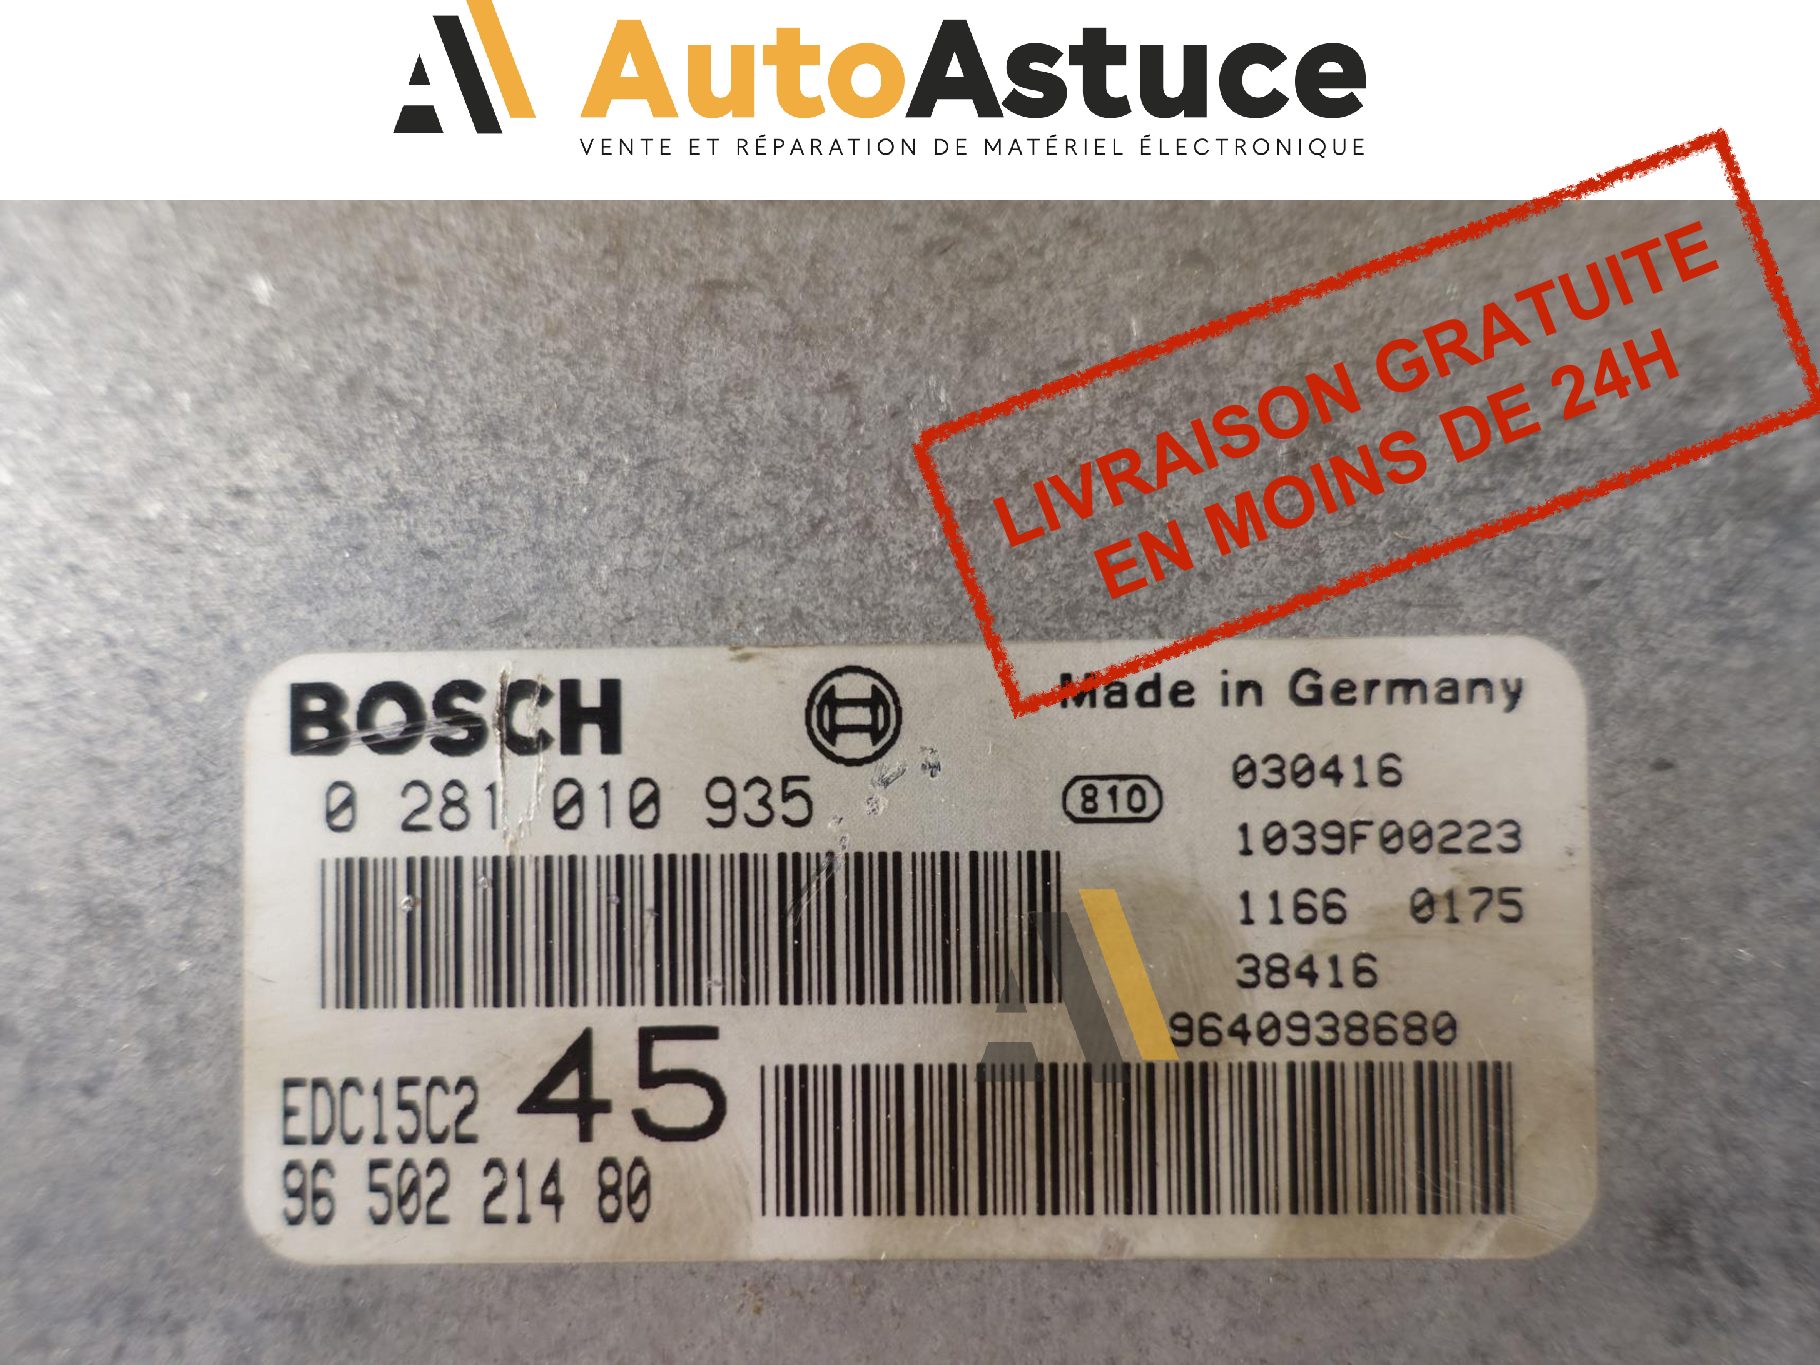 AutoAstuce
VENTE ET RÉPARATION DE MATÉRIEL ÉLECTRONIQUE
LIVRAISON GRATUITE
EN MOINS DE 24H
BOSCH
Made in Germany
0 281 010 935
810
030416
1039F00223
1166 0175
38416
9640938680
EDC15C2
45
96 502 214 80